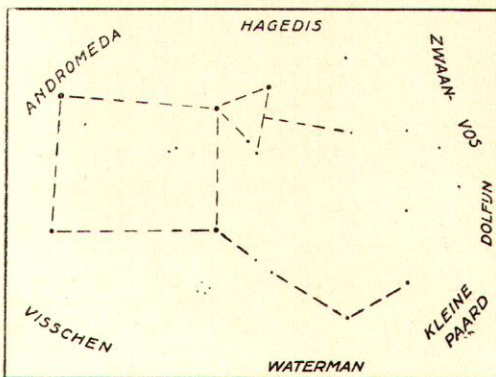 HAGEDIS
ANDROMEDA
ZWAAN-
VOS
DOLFIJN
KLEINE
PAARD
VISSCHEN
WATERMAN